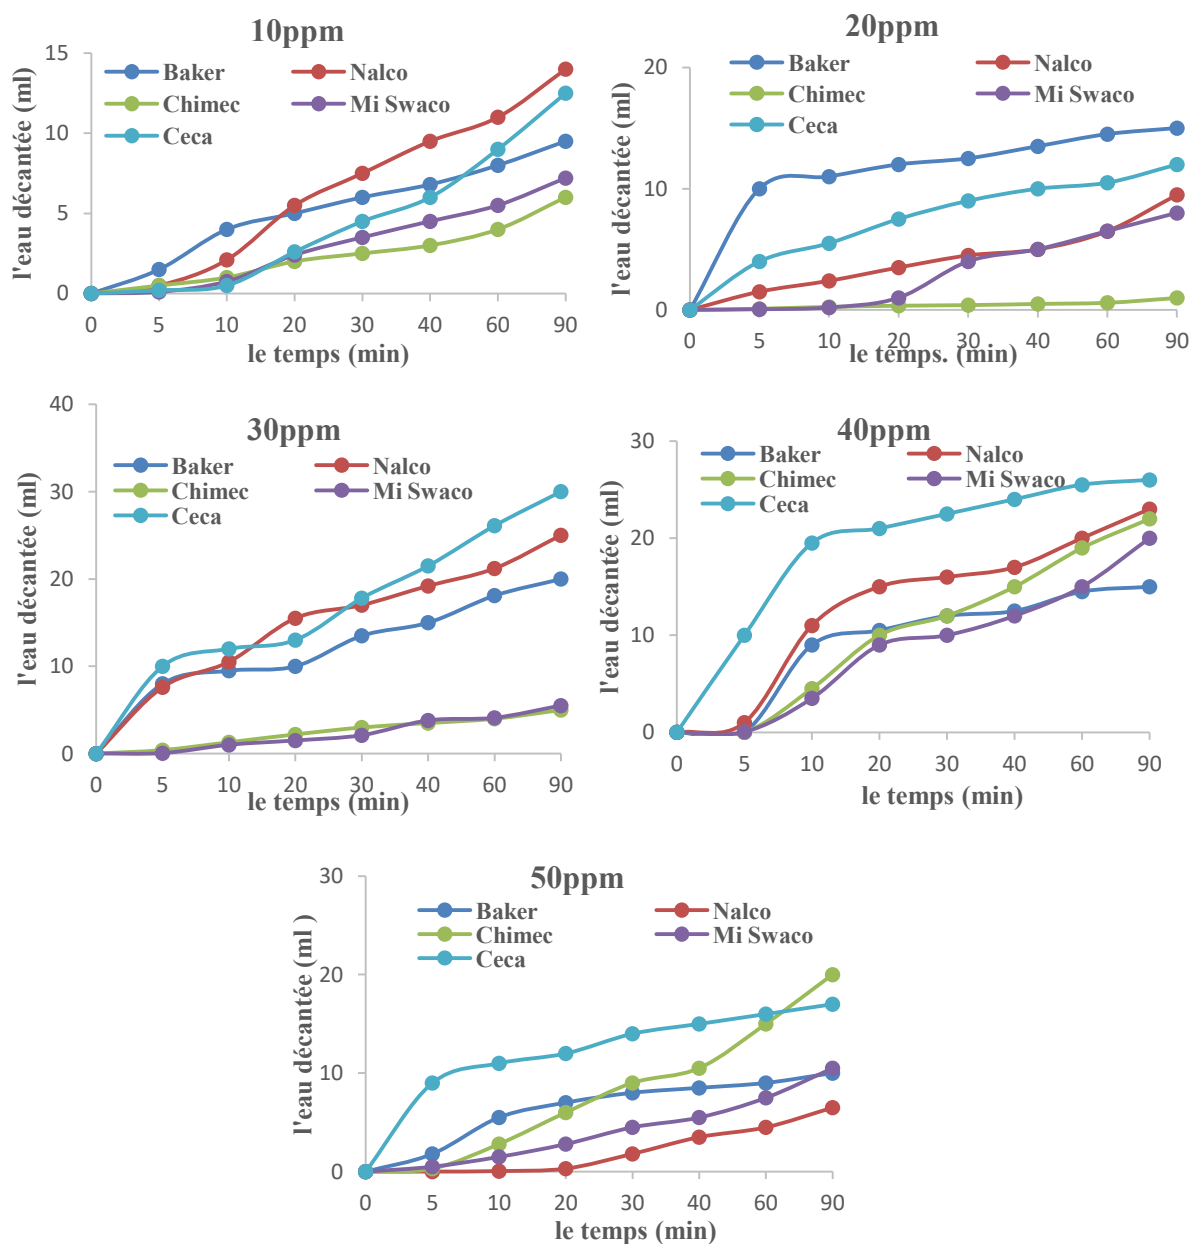 10ppm
15
10
5
0
l'eau décantée (ml)
Baker
Nalco
Chimec
Mi Swaco
Ceca
0 5 10 20 30 40 60 90
le temps (min)
20ppm
20
10
0
l'eau décantée (ml)
Baker
Nalco
Chimec
Mi Swaco
Ceca
0 5 10 20 30 40 60 90
le temps. (min)
30ppm
40
30
20
10
0
l'eau décantée (ml)
Baker
Nalco
Chimec
Mi Swaco
Ceca
0 5 10 20 30 40 60 90
le temps (min)
40ppm
30
20
10
0
l'eau décantée (ml)
Baker
Nalco
Chimec
Mi Swaco
Ceca
0 5 10 20 30 40 60 90
le temps (min)
50ppm
30
20
10
0
l'eau décantée (ml )
Baker
Nalco
Chimec
Mi Swaco
Ceca
0 5 10 20 30 40 60 90
le temps (min)